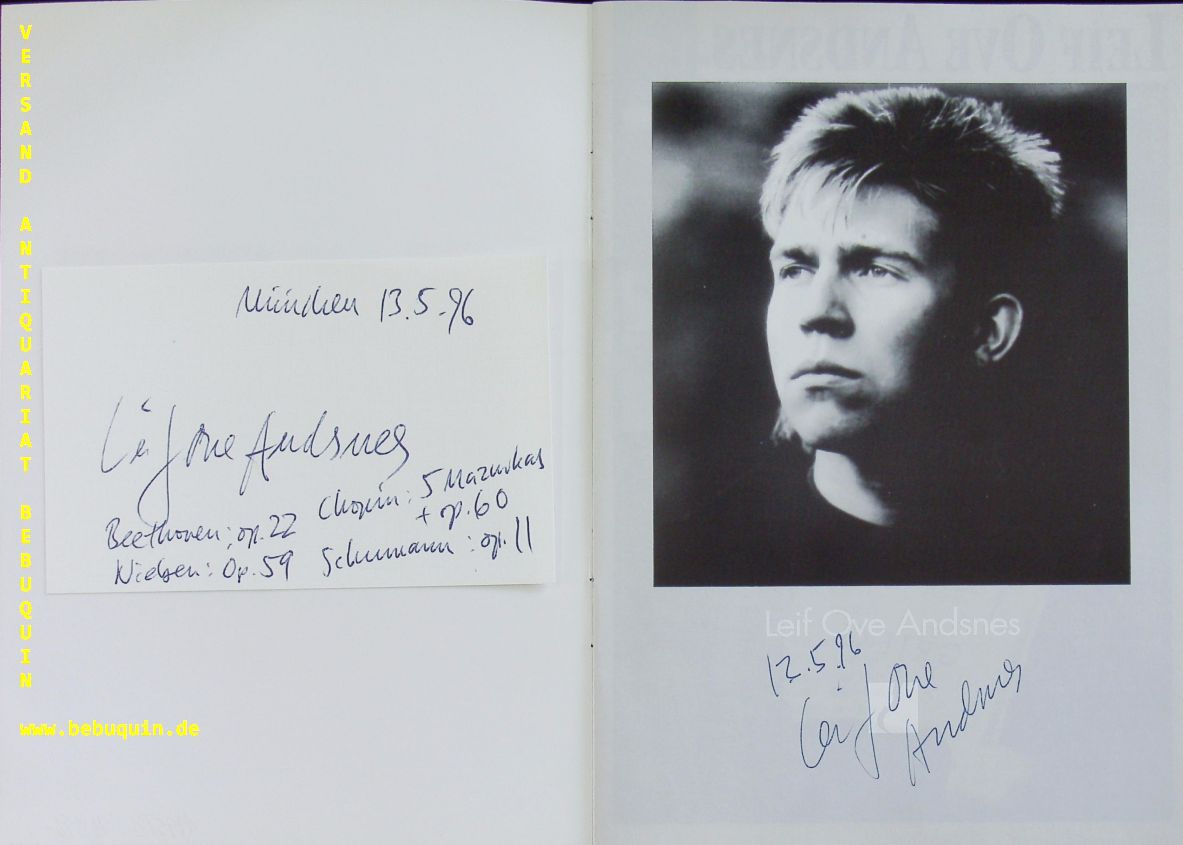 VERSAND ANTIQUARIAT BEBUQUIN
www.bebuquin.de
München 13.5.96
Leif Ove Andsnes
Beethoven: op.22
Nielsen: Op.59
Chopin: 5 Mazurkas
+ op.60
Schumann: op.11
LEIF OVE ANDSNES
Leif Ove Andsnes
13.5.96
Leif Ove
Andsnes